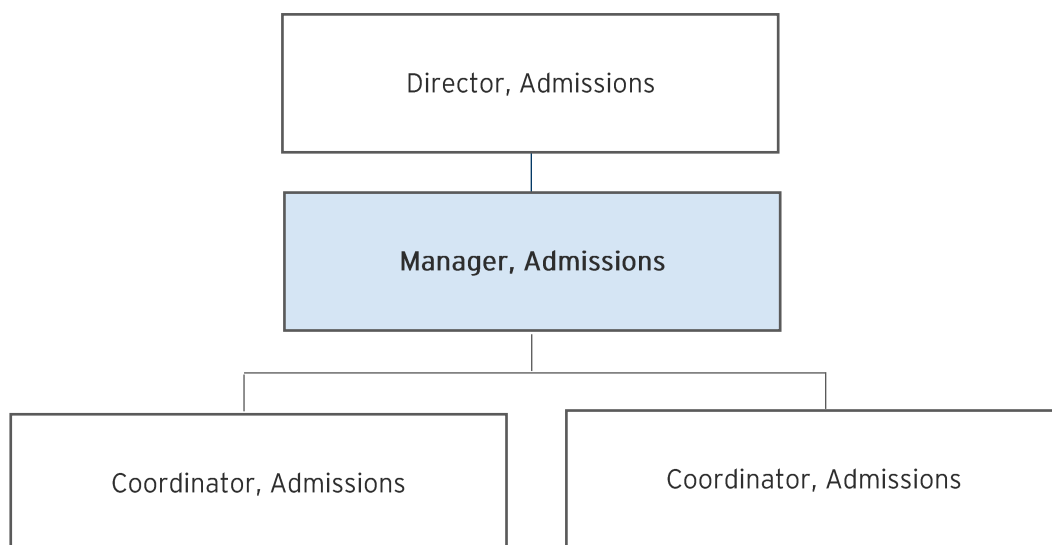 Director, Admissions
Manager, Admissions
Coordinator, Admissions
Coordinator, Admissions